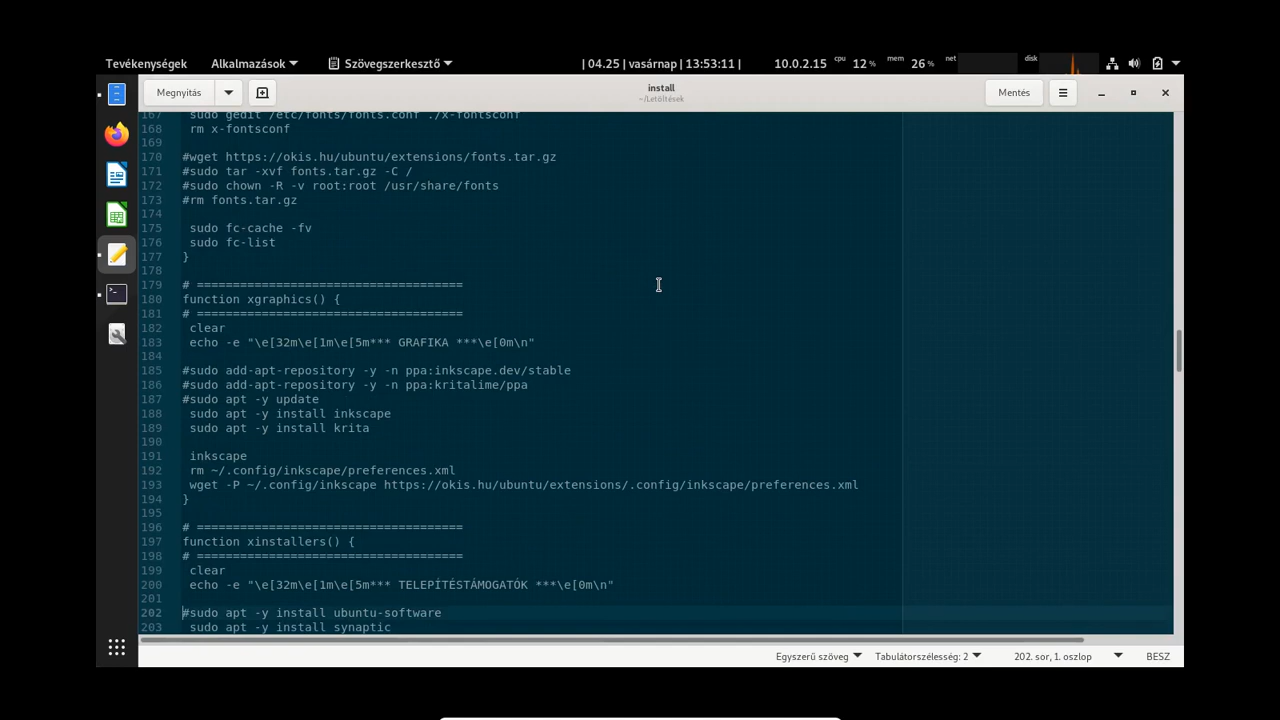 Tevékenységek Alkalmazások Szövegszerkesztő | 04.25 | vasárnap | 13:53:11 | 10.0.2.15 cpu 12 % mem 26 % net disk
Megnyitás install Mentés
~/Letöltések
167 sudo gedit /etc/fonts/fonts.conf ./x-fontsconf
168 rm x-fontsconf
169
170 #wget https://okis.hu/ubuntu/extensions/fonts.tar.gz
171 #sudo tar -xvf fonts.tar.gz -C /
172 #sudo chown -R -v root:root /usr/share/fonts
173 #rm fonts.tar.gz
174
175 sudo fc-cache -fv
176 sudo fc-list
177 }
178
179 # =====================================
180 function xgraphics() {
181 # =====================================
182 clear
183 echo -e "\e[32m\e[1m\e[5m*** GRAFIKA ***\e[0m\n"
184
185 #sudo add-apt-repository -y -n ppa:inkscape.dev/stable
186 #sudo add-apt-repository -y -n ppa:kritalime/ppa
187 #sudo apt -y update
188 sudo apt -y install inkscape
189 sudo apt -y install krita
190
191 inkscape
192 rm ~/.config/inkscape/preferences.xml
193 wget -P ~/.config/inkscape https://okis.hu/ubuntu/extensions/.config/inkscape/preferences.xml
194 }
195
196 # =====================================
197 function xinstallers() {
198 # =====================================
199 clear
200 echo -e "\e[32m\e[1m\e[5m*** TELEPÍTÉSTÁMOGATÓK ***\e[0m\n"
201
202 #sudo apt -y install ubuntu-software
203 sudo apt -y install synaptic
Egyszerű szöveg Tabulátorszélesség: 2 202. sor, 1. oszlop BESZ